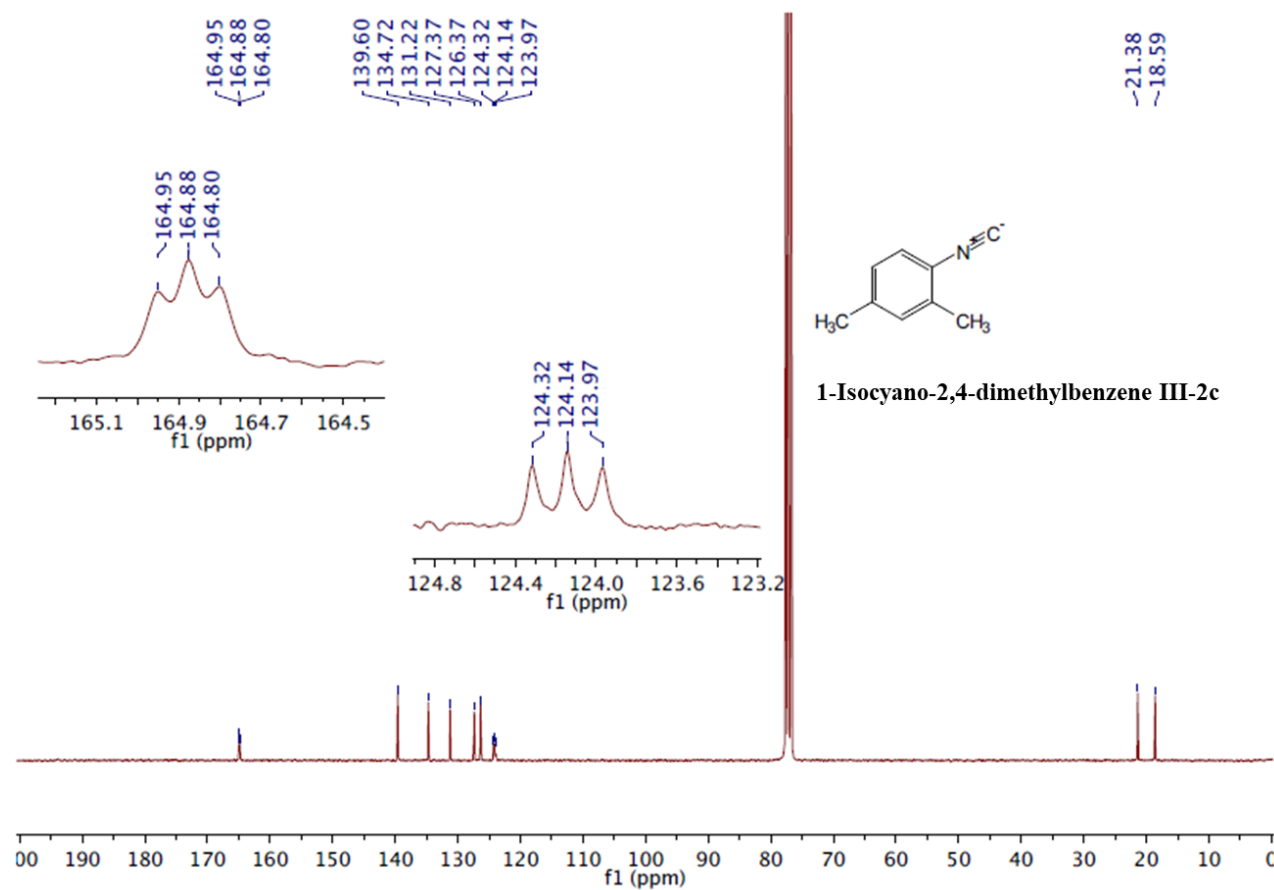 164.95
164.88
164.80
139.60
134.72
131.22
127.37
126.37
124.32
124.14
123.97
21.38
18.59
164.95
164.88
164.80
165.1 164.9 164.7 164.5
f1 (ppm)
N⁺ C⁻
H₃C CH₃
1-Isocyano-2,4-dimethylbenzene III-2c
124.32
124.14
123.97
124.8 124.4 124.0 123.6 123.2
f1 (ppm)
00 190 180 170 160 150 140 130 120 110 100 90 80 70 60 50 40 30 20 10 0
f1 (ppm)